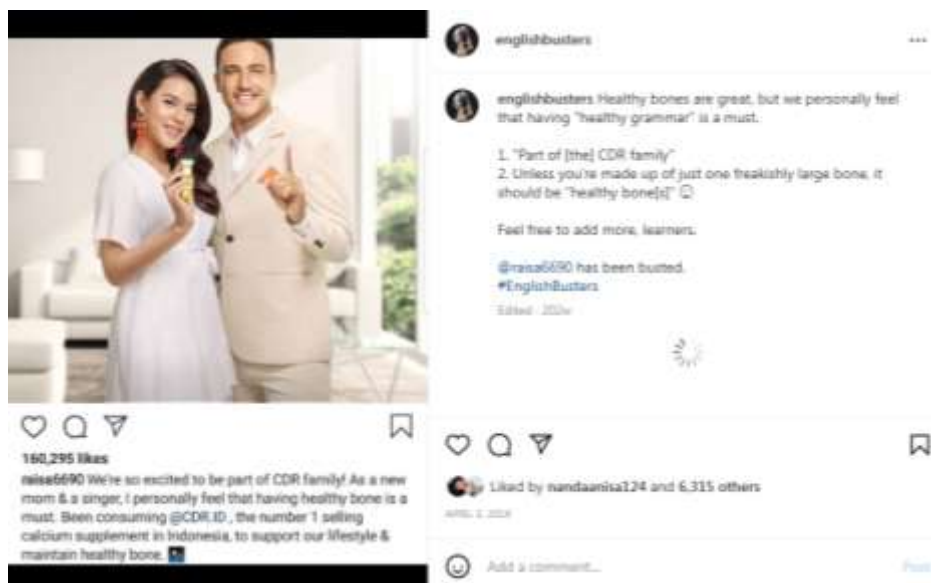 160,295 likes
raisa6690 We're so excited to be part of CDR family! As a new
mom & a singer, I personally feel that having healthy bone is a
must. Been consuming @CDR.ID , the number 1 selling
calcium supplement in Indonesia, to support our lifestyle &
maintain healthy bone.
englishbusters
englishbusters Healthy bones are great, but we personally feel
that having "healthy grammar" is a must.
1. "Part of [the] CDR family"
2. Unless you're made up of just one freakishly large bone, it
should be "healthy bone[s]"
Feel free to add more, learners.
@raisa6690 has been busted.
#EnglishBusters
Edited ·
Liked by nandaanisa124 and 6,315 others
Add a comment...
Post